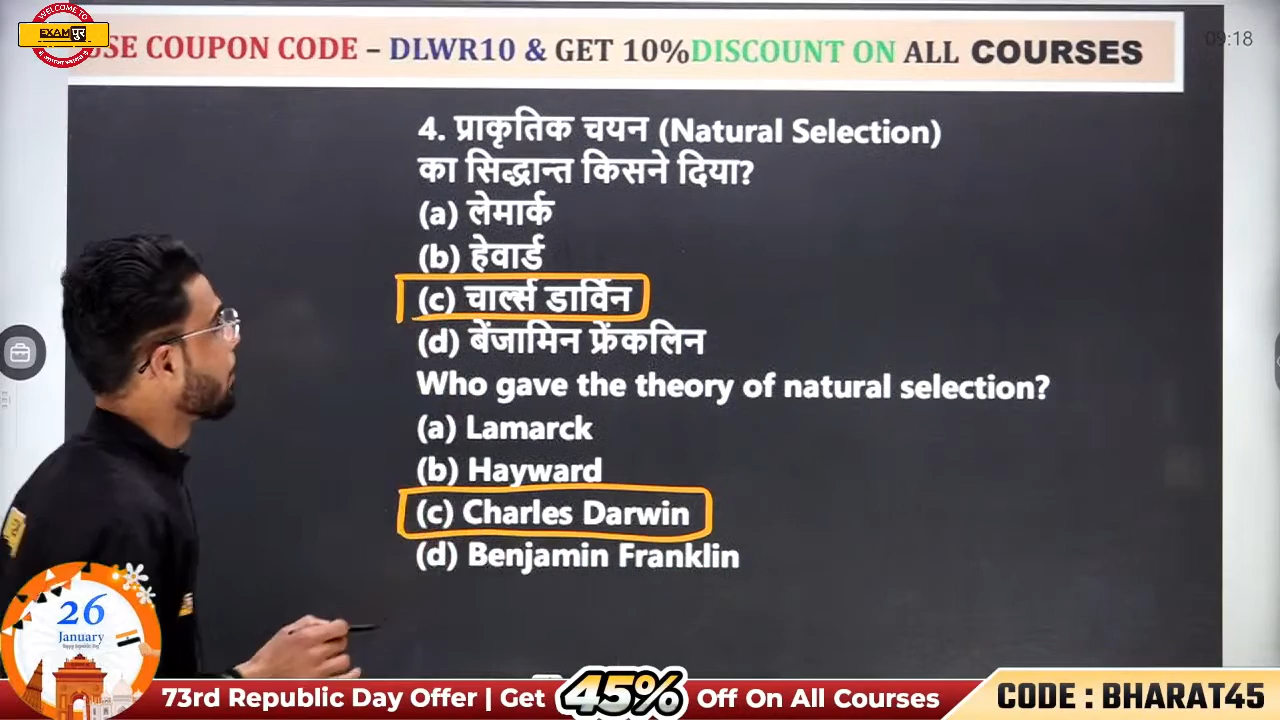 WELCOME TO
EXAMपुर
SE COUPON CODE – DLWR10 & GET 10%DISCOUNT ON ALL COURSES
09:18
4. प्राकृतिक चयन (Natural Selection)
का सिद्धान्त किसने दिया?
(a) लेमार्क
(b) हेवार्ड
(c) चार्ल्स डार्विन
(d) बेंजामिन फ्रेंकलिन
Who gave the theory of natural selection?
(a) Lamarck
(b) Hayward
(c) Charles Darwin
(d) Benjamin Franklin
26
January
73rd Republic Day Offer | Get 45% Off On All Courses
CODE : BHARAT45